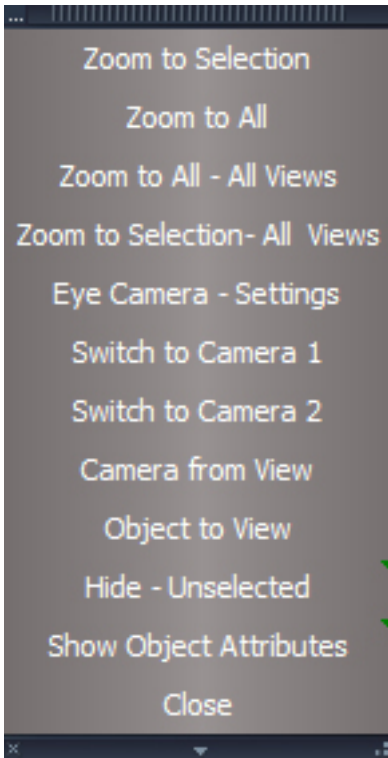 ...
Zoom to Selection
Zoom to All
Zoom to All - All Views
Zoom to Selection- All  Views
Eye Camera - Settings
Switch to Camera 1
Switch to Camera 2
Camera from View
Object to View
Hide - Unselected
Show Object Attributes
Close